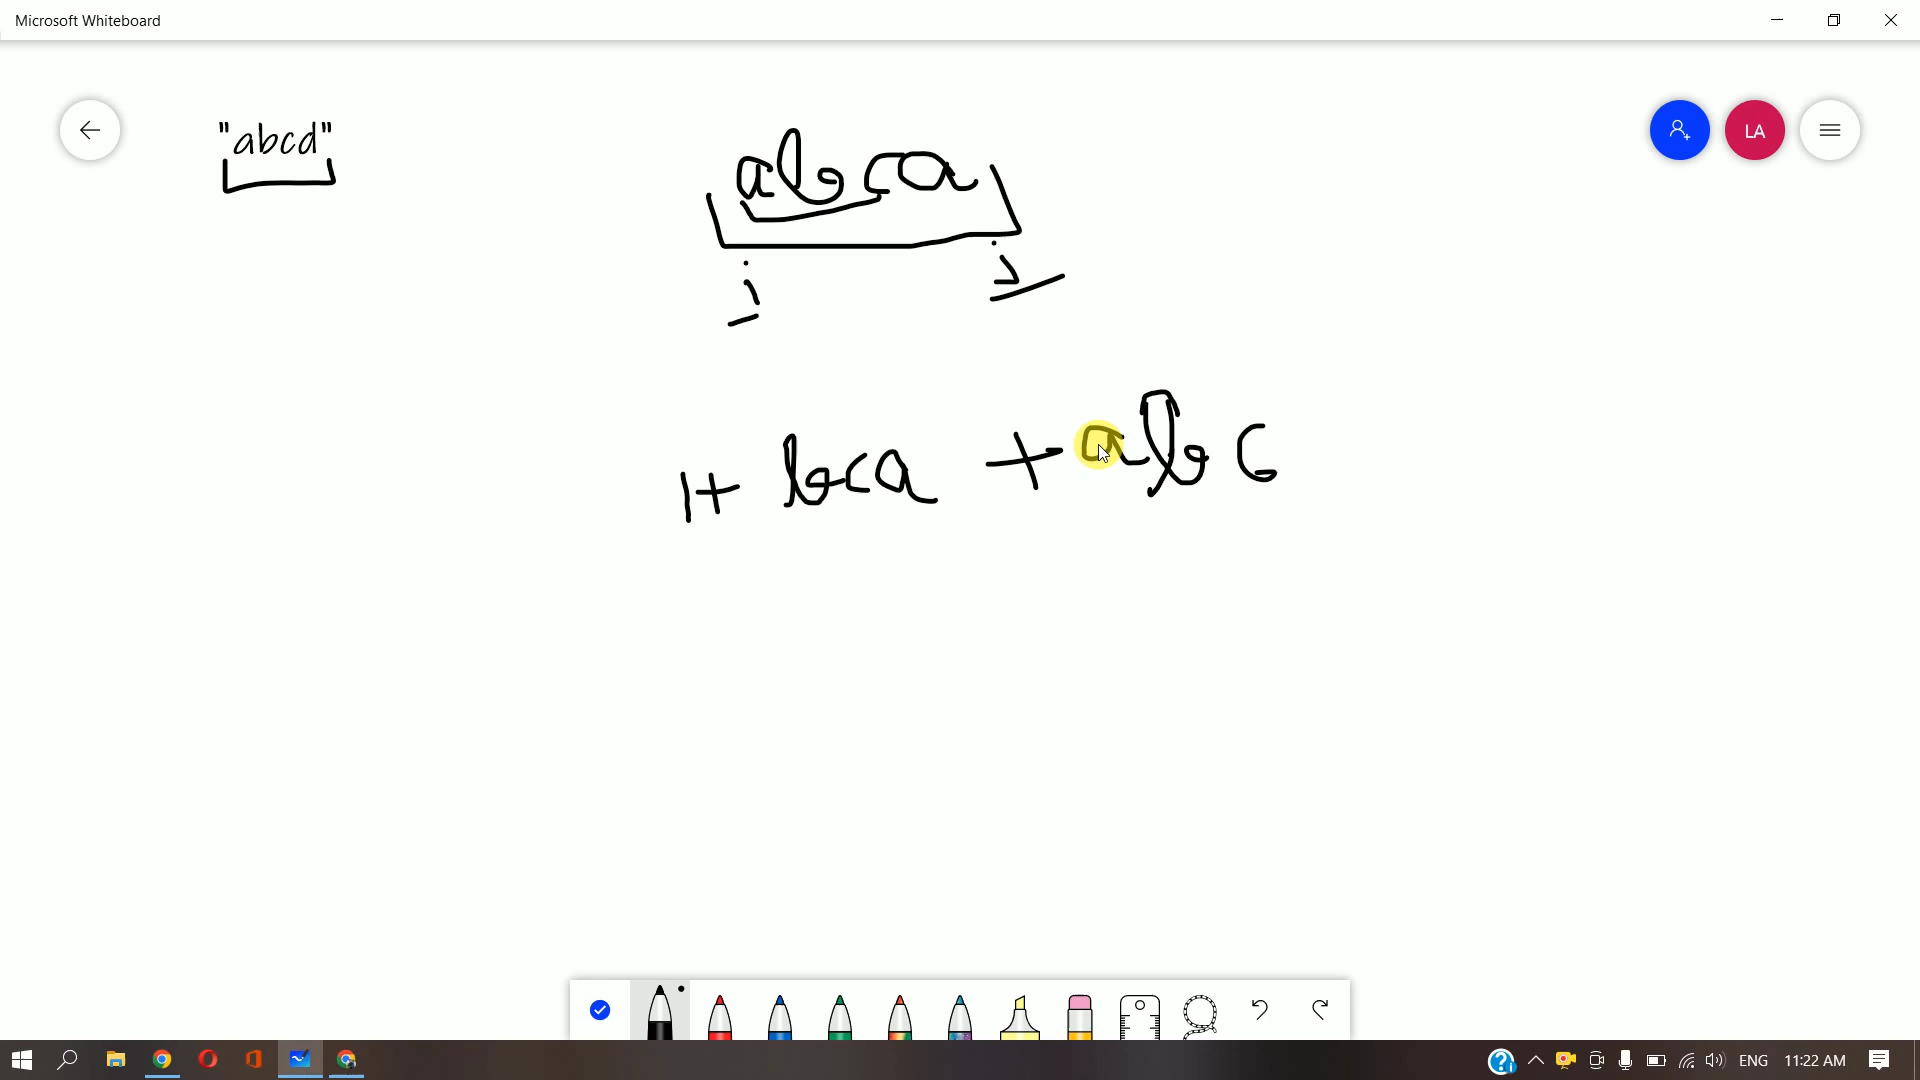 Microsoft Whiteboard
"abcd"
abca
i
j
1+ bca + abc
LA
ENG 11:22 AM